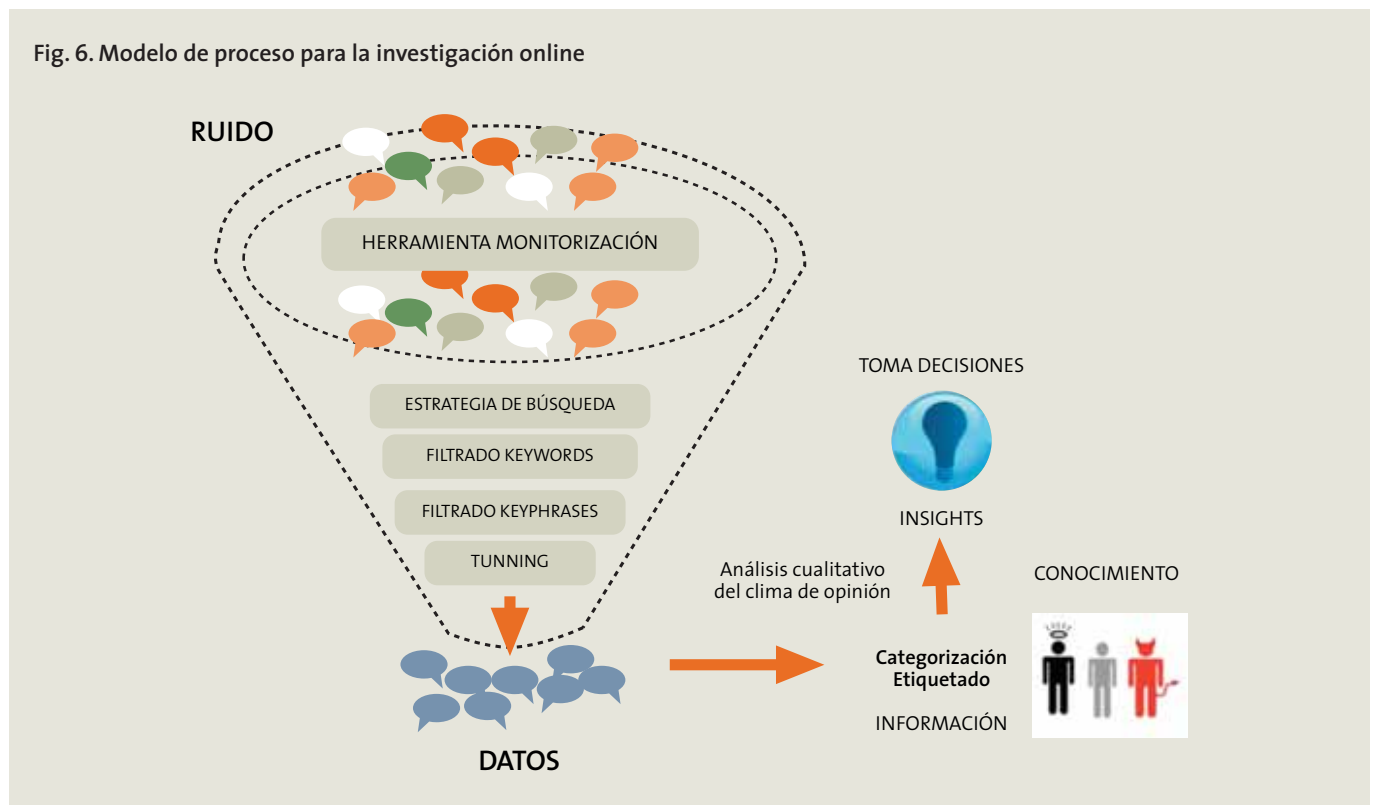 Fig. 6. Modelo de proceso para la investigación online
RUIDO
HERRAMIENTA MONITORIZACIÓN
ESTRATEGIA DE BÚSQUEDA
FILTRADO KEYWORDS
FILTRADO KEYPHRASES
TUNNING
DATOS
TOMA DECISIONES
INSIGHTS
Análisis cualitativo
del clima de opinión
CONOCIMIENTO
Categorización
Etiquetado
INFORMACIÓN